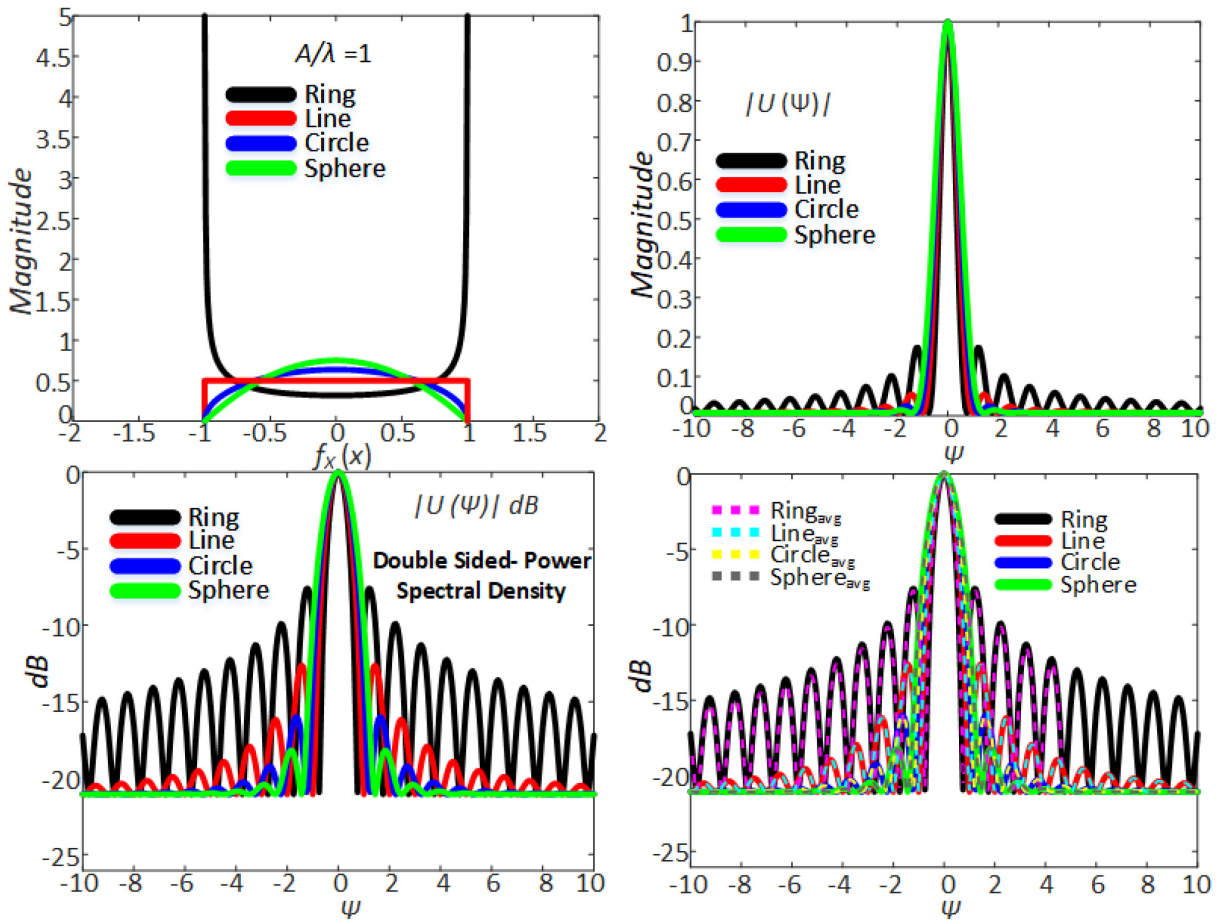 5
4.5
4
3.5
3
2.5
2
1.5
1
0.5
0
Magnitude
A/λ =1
Ring
Line
Circle
Sphere
-2 -1.5 -1 -0.5 0 0.5 1 1.5 2
f_X (x)
1
0.9
0.8
0.7
0.6
0.5
0.4
0.3
0.2
0.1
0
Magnitude
|U (Ψ)|
Ring
Line
Circle
Sphere
-10 -8 -6 -4 -2 0 2 4 6 8 10
Ψ
0
-5
-10
-15
-20
-25
dB
Ring
Line
Circle
Sphere
|U (Ψ)| dB
Double Sided- Power
Spectral Density
-10 -8 -6 -4 -2 0 2 4 6 8 10
Ψ
0
-5
-10
-15
-20
-25
dB
Ring_avg
Line_avg
Circle_avg
Sphere_avg
Ring
Line
Circle
Sphere
-10 -8 -6 -4 -2 0 2 4 6 8 10
Ψ